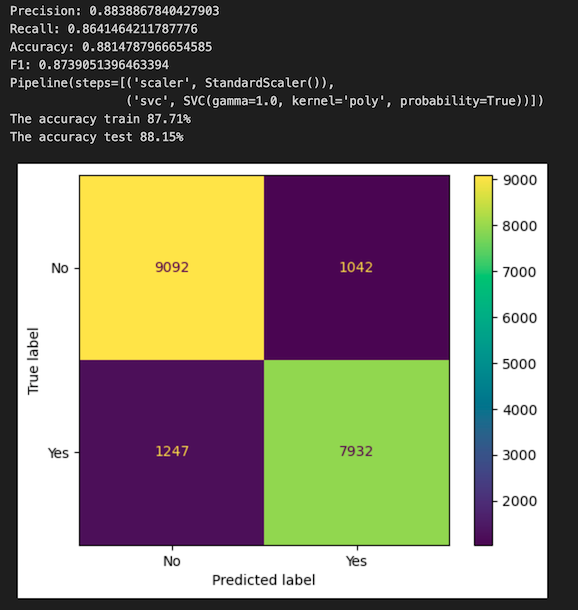 Precision: 0.8838867840427903
Recall: 0.8641464211787776
Accuracy: 0.8814787966654585
F1: 0.8739051396463394
Pipeline(steps=[('scaler', StandardScaler()),
('svc', SVC(gamma=1.0, kernel='poly', probability=True))])
The accuracy train 87.71%
The accuracy test 88.15%
No
9092
1042
Yes
1247
7932
No
Yes
Predicted label
True label
9000
8000
7000
6000
5000
4000
3000
2000